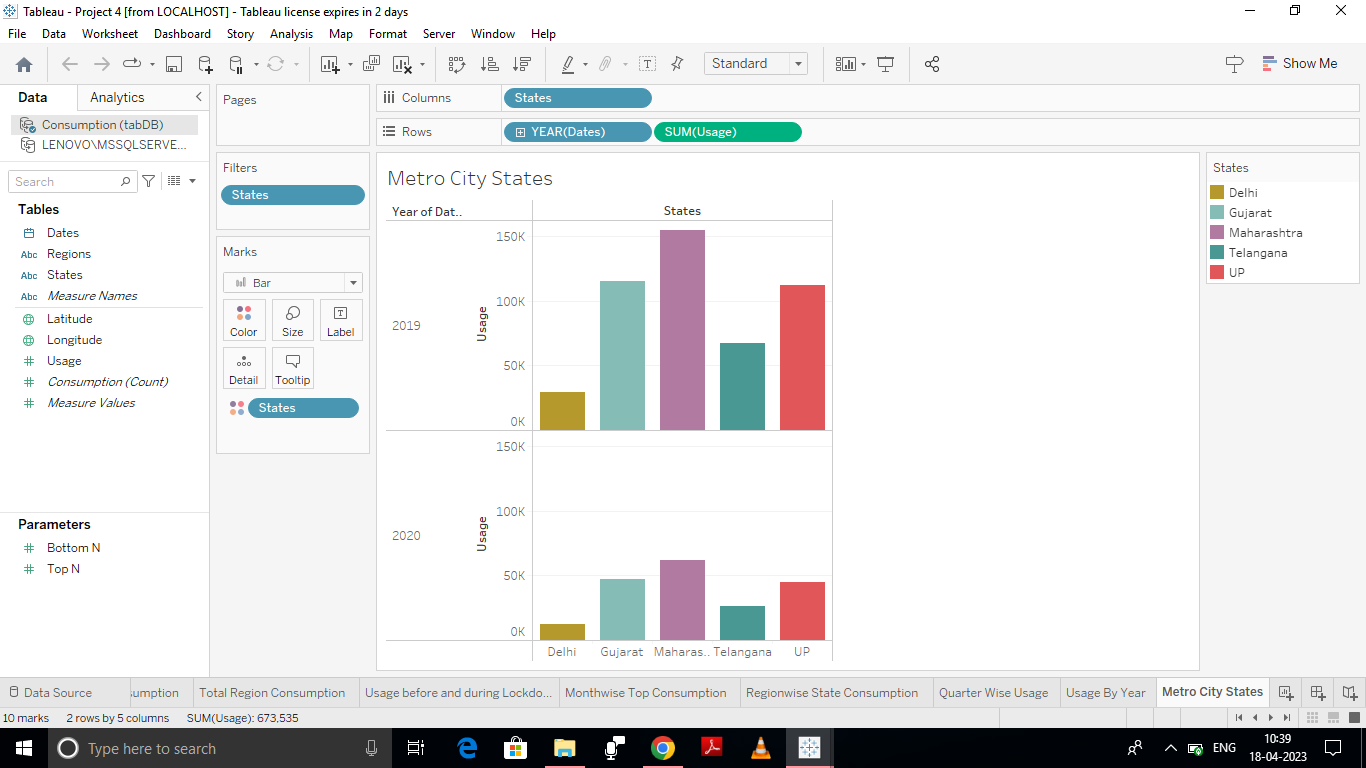 Tableau - Project 4 [from LOCALHOST] - Tableau license expires in 2 days
File Data Worksheet Dashboard Story Analysis Map Format Server Window Help
Standard
Show Me
Data Analytics
Consumption (tabDB)
LENOVO\MSSQLSERVE...
Search
Tables
Dates
Abc Regions
Abc States
Abc Measure Names
Latitude
Longitude
Usage
Consumption (Count)
Measure Values
Parameters
Bottom N
Top N
Pages
Filters
States
Marks
Bar
Color Size Label
Detail Tooltip
States
Columns States
Rows YEAR(Dates) SUM(Usage)
Metro City States
Year of Dat.. States
2019
Usage
150K
100K
50K
0K
2020
Usage
150K
100K
50K
0K
Delhi Gujarat Maharas.. Telangana UP
States
Delhi
Gujarat
Maharashtra
Telangana
UP
Data Source sumption Total Region Consumption Usage before and during Lockdo... Monthwise Top Consumption Regionwise State Consumption Quarter Wise Usage Usage By Year Metro City States
10 marks 2 rows by 5 columns SUM(Usage): 673,535
Type here to search
ENG
10:39
18-04-2023